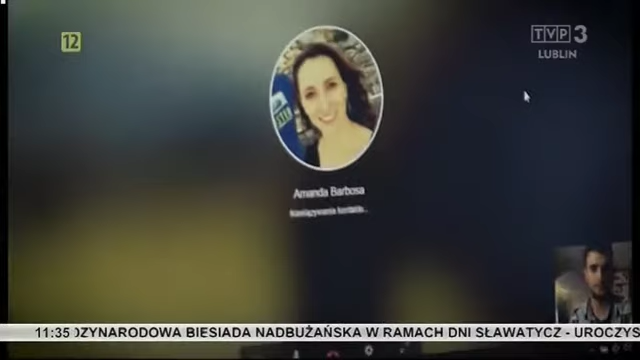 12
TVP3
LUBLIN
Amanda Barbosa
11:35 DZYNARODOWA BIESIADA NADBUŻAŃSKA W RAMACH DNI SŁAWATYCZ - UROCZYS